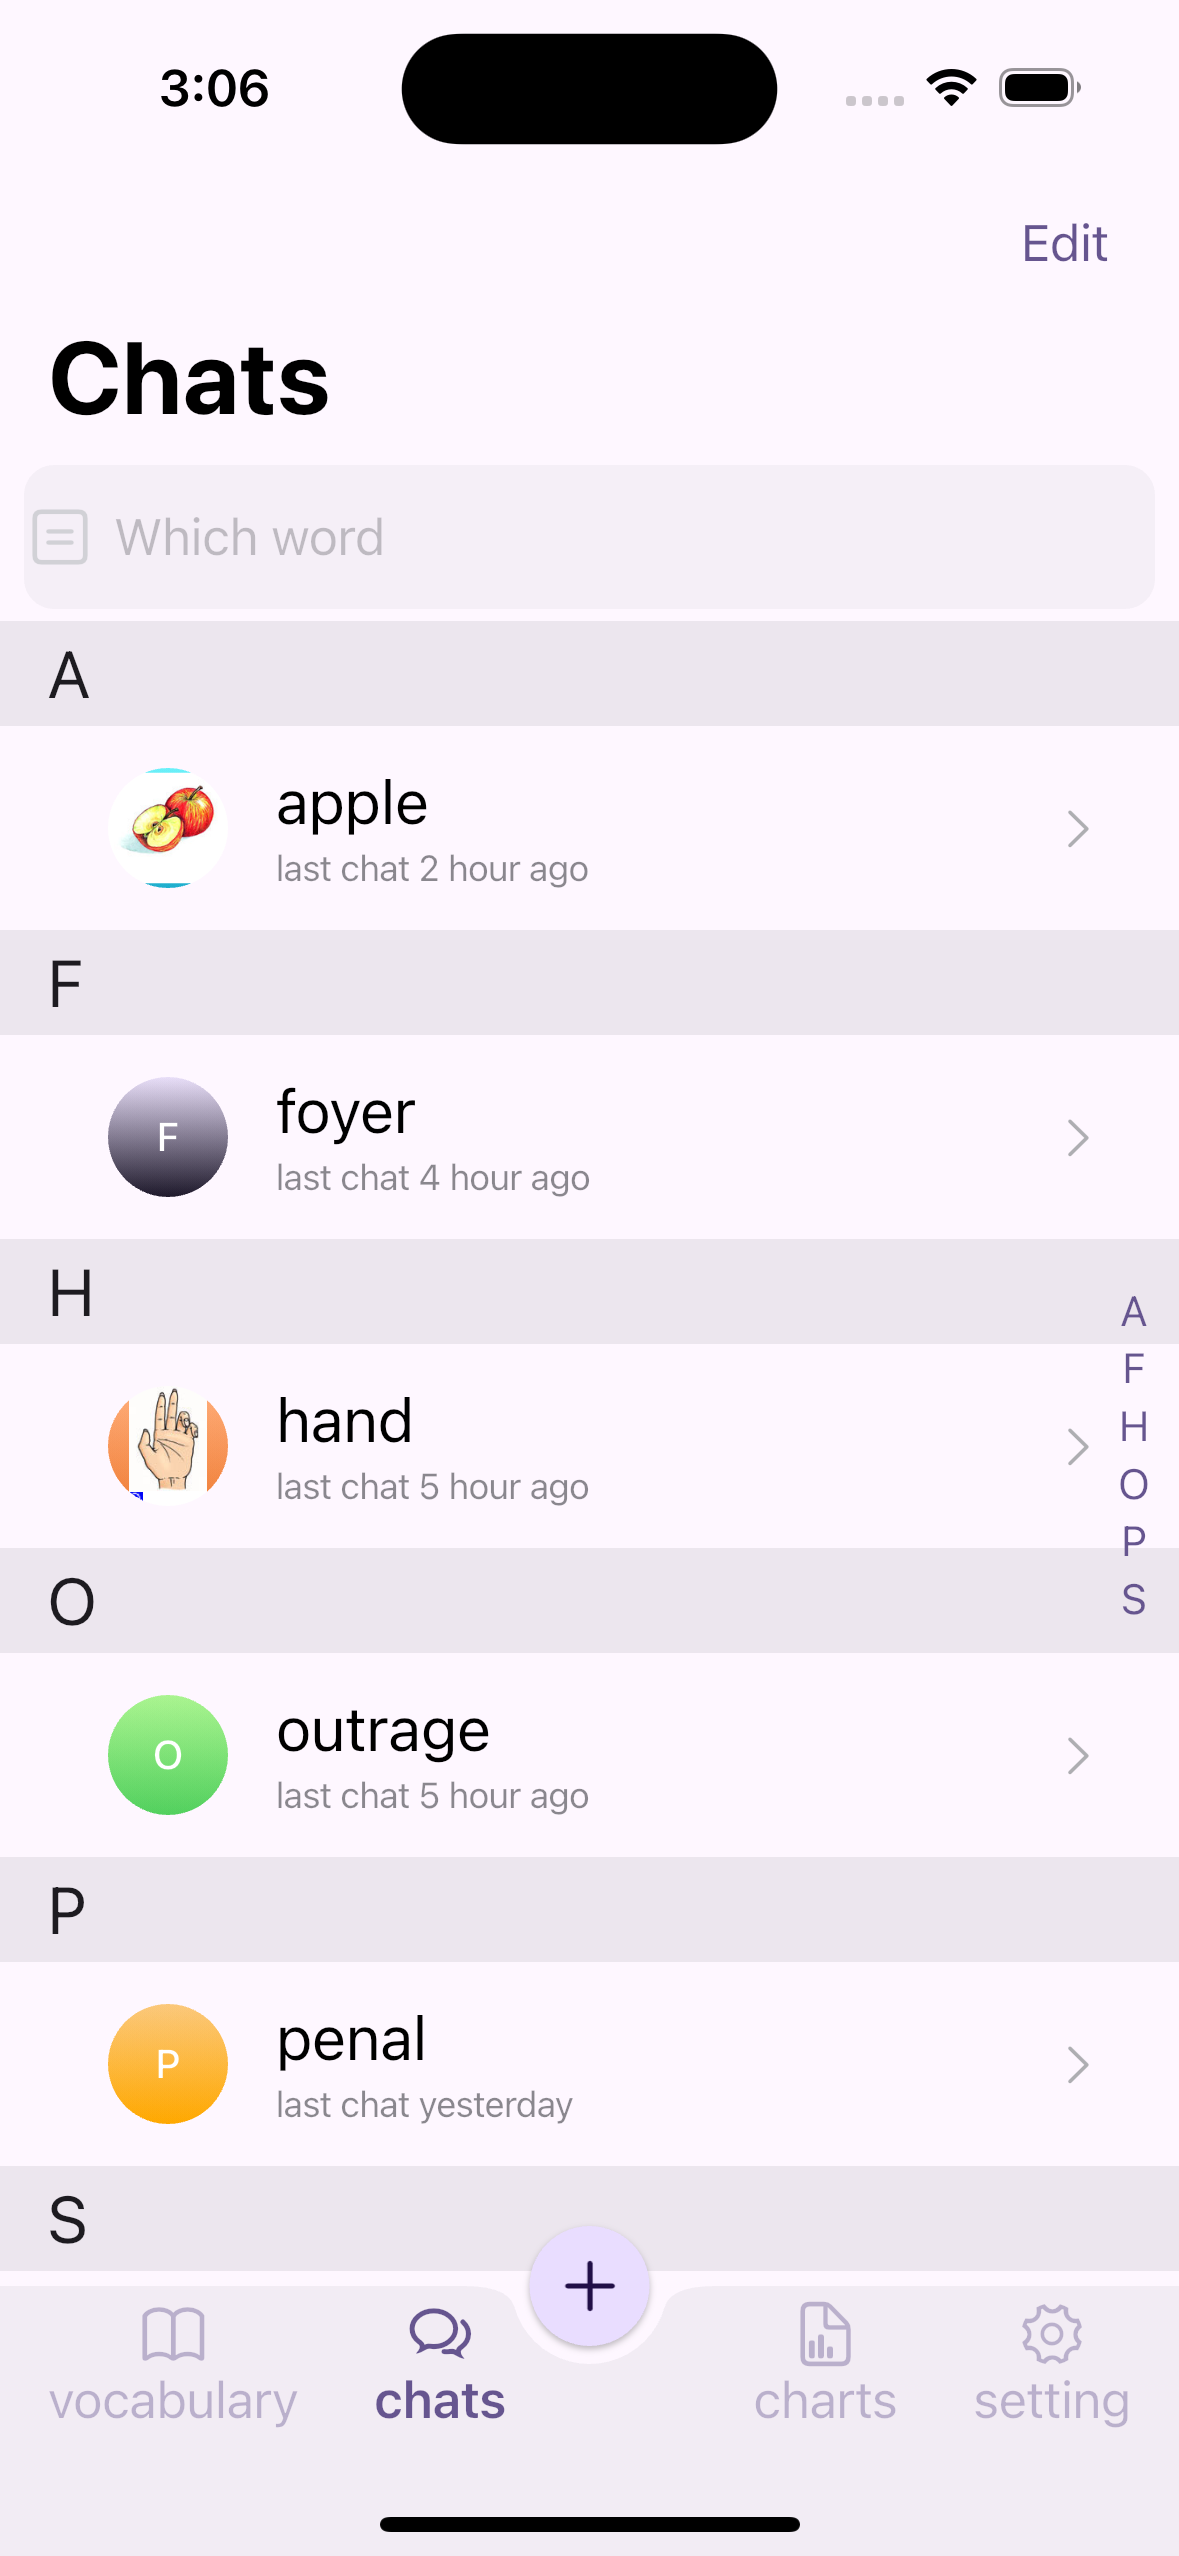 3:06
Edit
Chats
Which word
A
apple
last chat 2 hour ago
F
F
foyer
last chat 4 hour ago
H
hand
last chat 5 hour ago
A
F
H
O
P
S
O
O
outrage
last chat 5 hour ago
P
P
penal
last chat yesterday
S
vocabulary
chats
charts
setting